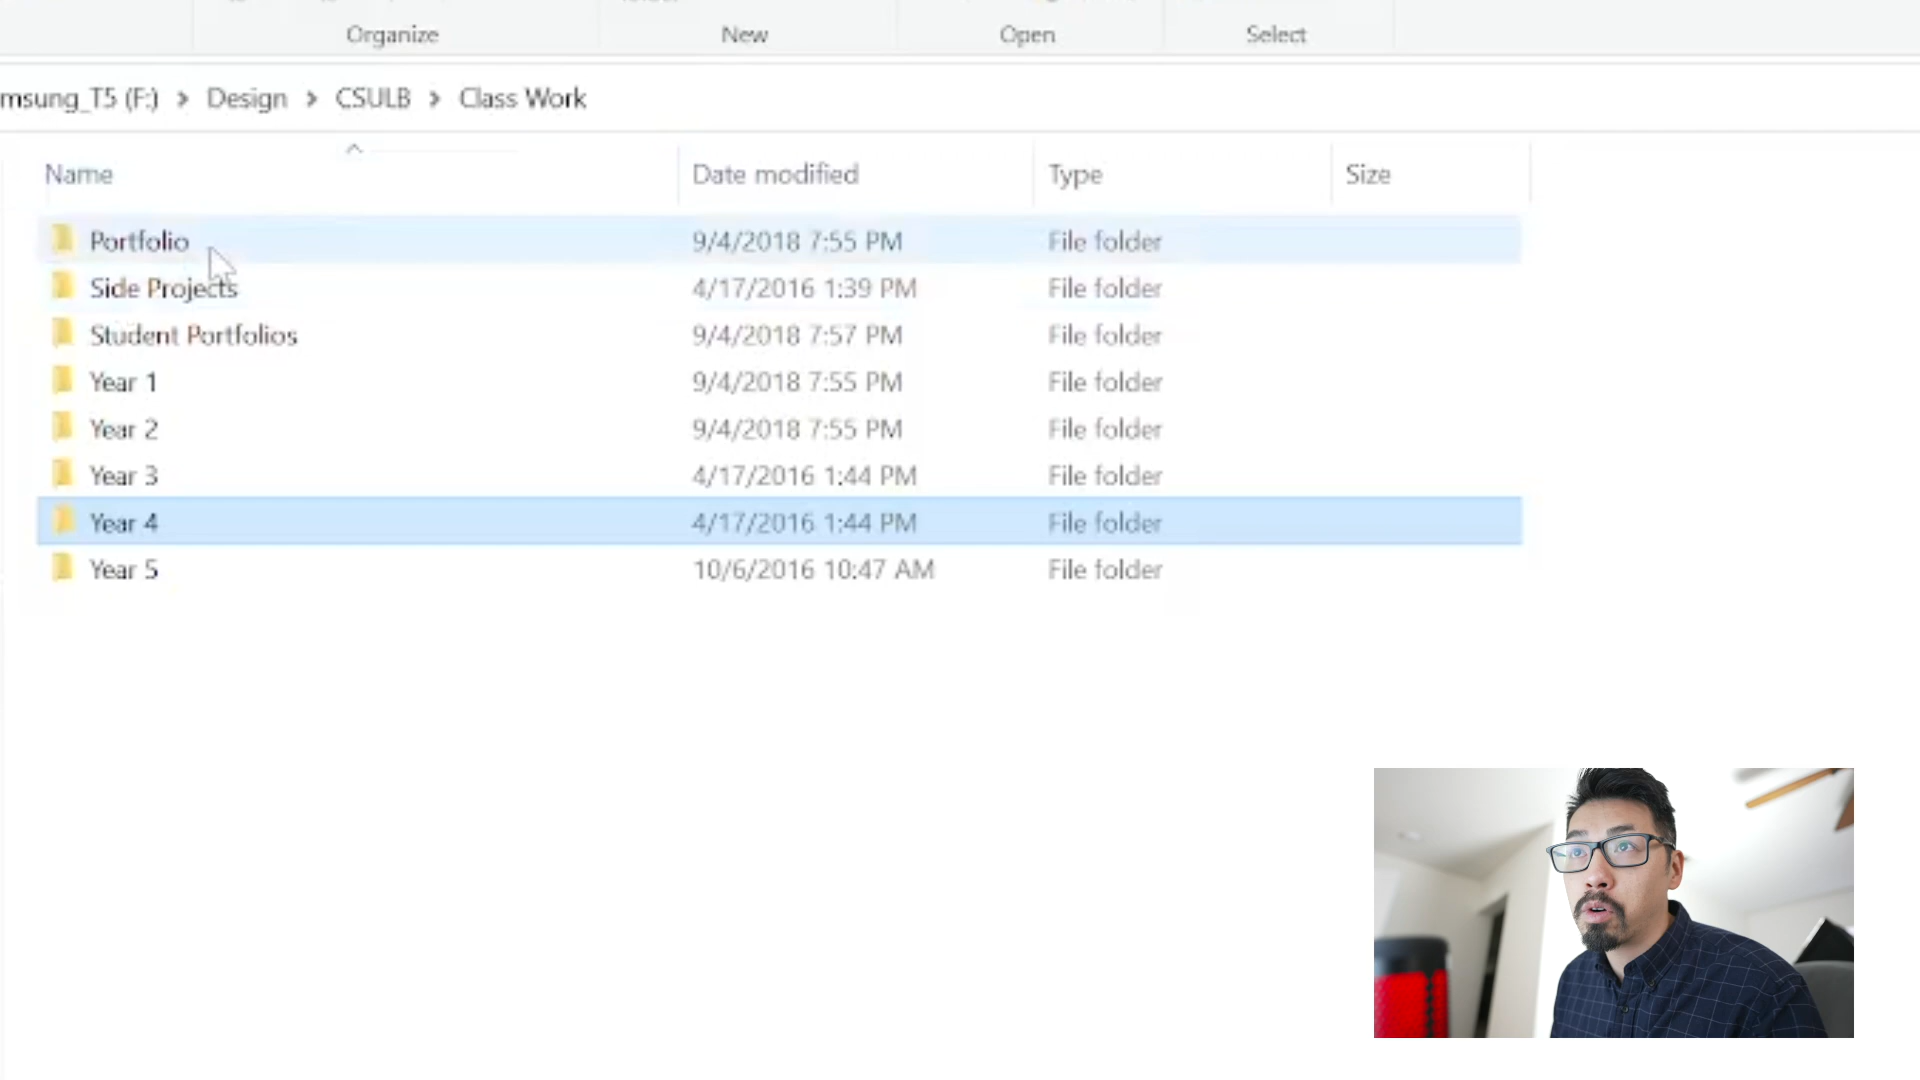 Organize New Open Select
msung_T5 (F:) > Design > CSULB > Class Work
Name Date modified Type Size
Portfolio 9/4/2018 7:55 PM File folder
Side Projects 4/17/2016 1:39 PM File folder
Student Portfolios 9/4/2018 7:57 PM File folder
Year 1 9/4/2018 7:55 PM File folder
Year 2 9/4/2018 7:55 PM File folder
Year 3 4/17/2016 1:44 PM File folder
Year 4 4/17/2016 1:44 PM File folder
Year 5 10/6/2016 10:47 AM File folder